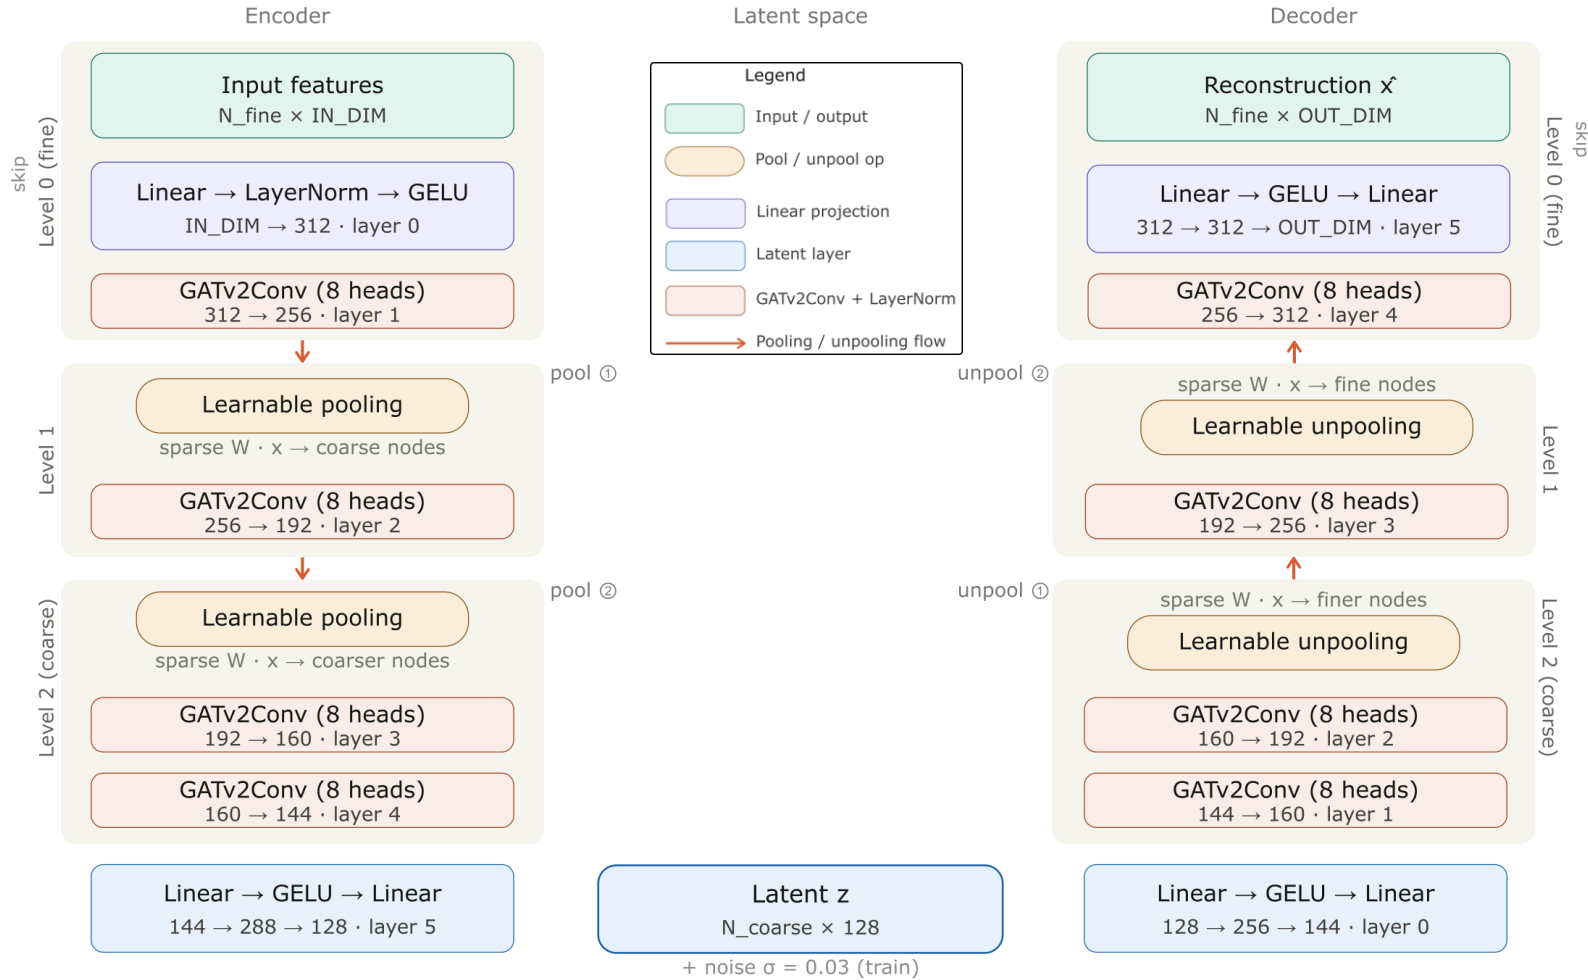 Encoder
Latent space
Decoder
skip
Level 0 (fine)
Input features
N_fine × IN_DIM
Linear → LayerNorm → GELU
IN_DIM → 312 · layer 0
GATv2Conv (8 heads)
312 → 256 · layer 1
pool ①
Level 1
Learnable pooling
sparse W · x → coarse nodes
GATv2Conv (8 heads)
256 → 192 · layer 2
pool ②
Level 2 (coarse)
Learnable pooling
sparse W · x → coarser nodes
GATv2Conv (8 heads)
192 → 160 · layer 3
GATv2Conv (8 heads)
160 → 144 · layer 4
Linear → GELU → Linear
144 → 288 → 128 · layer 5
Legend
Input / output
Pool / unpool op
Linear projection
Latent layer
GATv2Conv + LayerNorm
Pooling / unpooling flow
Latent z
N_coarse × 128
+ noise σ = 0.03 (train)
Reconstruction x̂
N_fine × OUT_DIM
skip
Level 0 (fine)
Linear → GELU → Linear
312 → 312 → OUT_DIM · layer 5
GATv2Conv (8 heads)
256 → 312 · layer 4
unpool ②
sparse W · x → fine nodes
Learnable unpooling
Level 1
GATv2Conv (8 heads)
192 → 256 · layer 3
unpool ①
sparse W · x → finer nodes
Learnable unpooling
Level 2 (coarse)
GATv2Conv (8 heads)
160 → 192 · layer 2
GATv2Conv (8 heads)
144 → 160 · layer 1
Linear → GELU → Linear
128 → 256 → 144 · layer 0